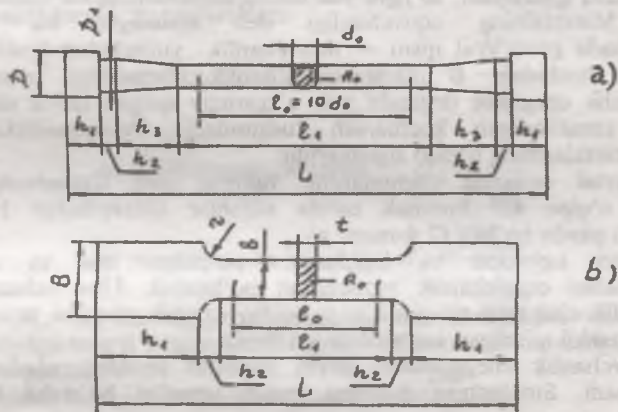 d₀
D₁
D
A₀
a)
ℓ₀ = 10 d₀
h₁
h₃
ℓ₁
h₃
h₁
h₂
h₂
L
t
b)
B
A₀
ℓ₀
h₁
ℓ₁
h₁
h₂
h₂
L